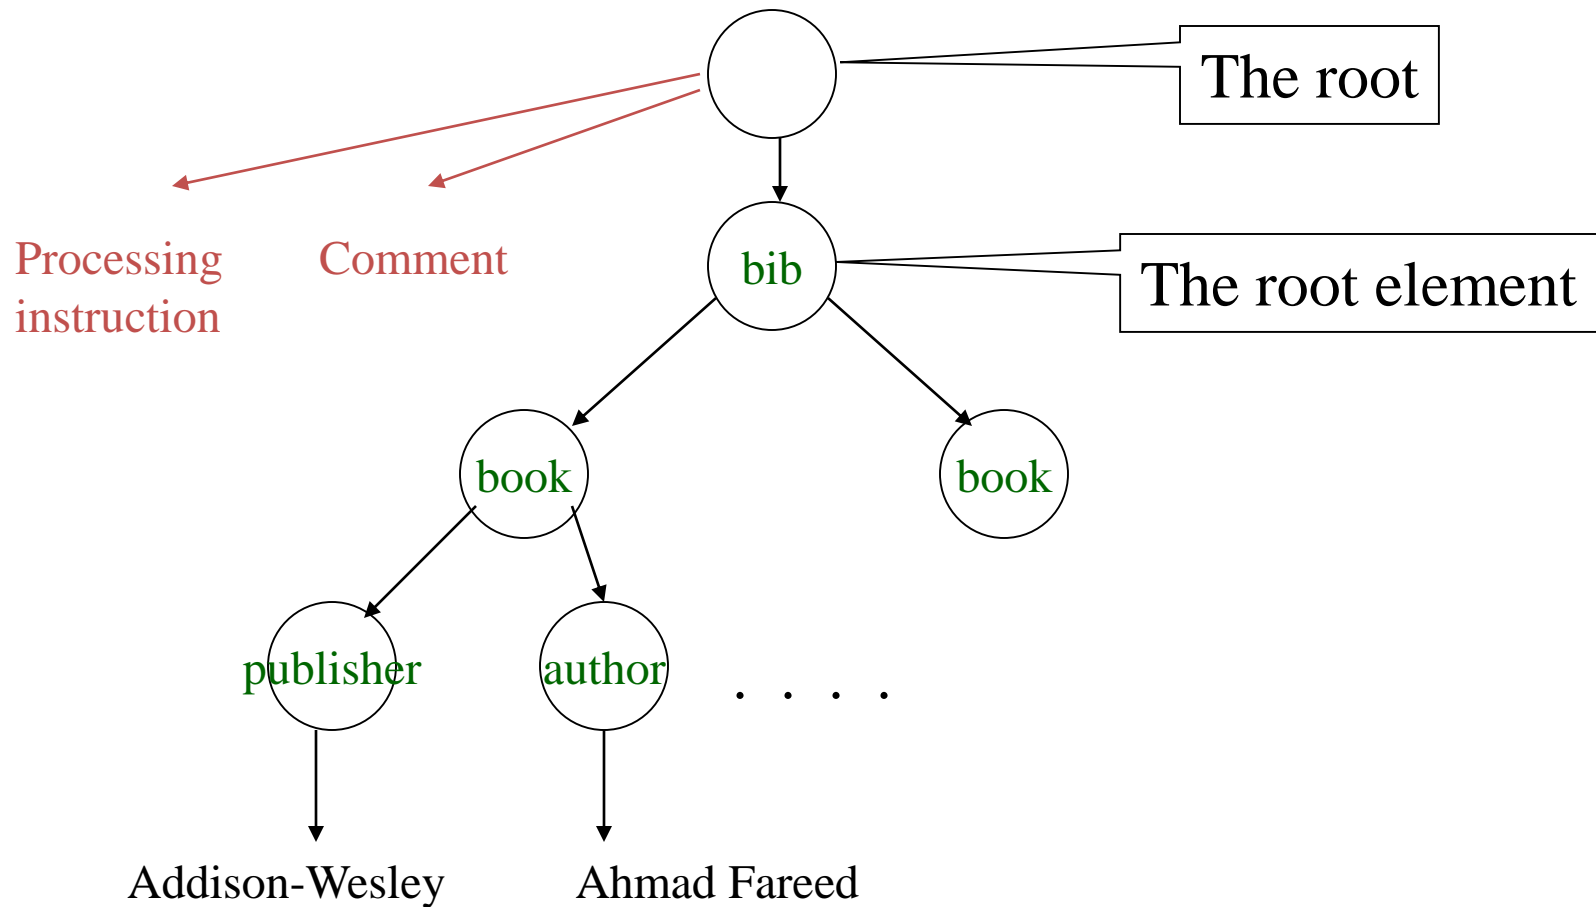 The root
Processing
instruction
Comment
bib
The root element
book
book
publisher
author
. . . .
Addison-Wesley
Ahmad Fareed